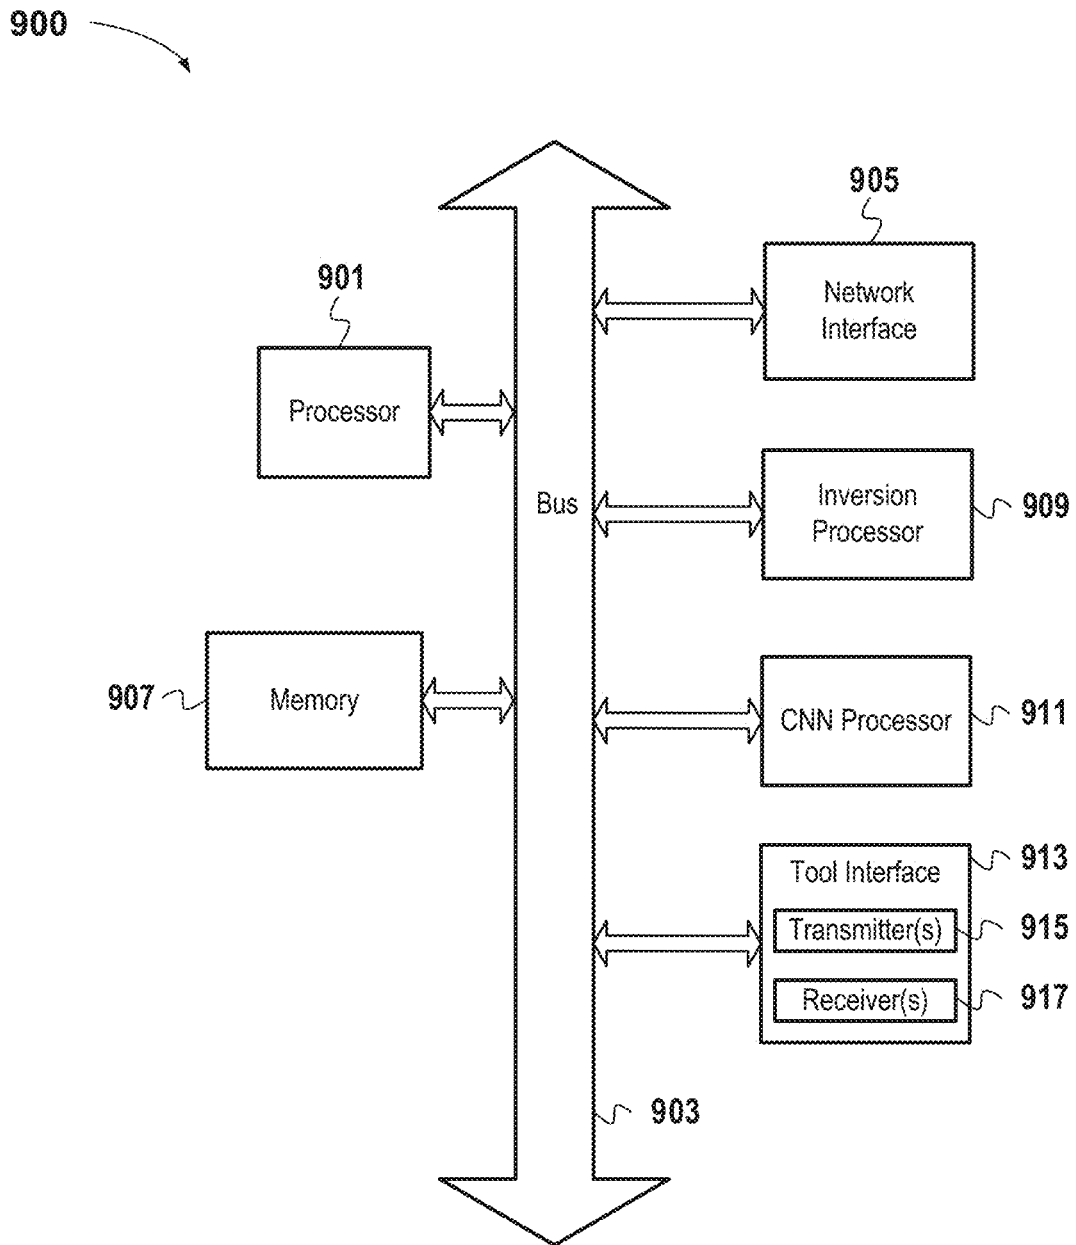 900
905
Network
Interface
901
Processor
Bus
Inversion
Processor
909
907
Memory
CNN Processor
911
Tool Interface
913
Transmitter(s)
915
Receiver(s)
917
903